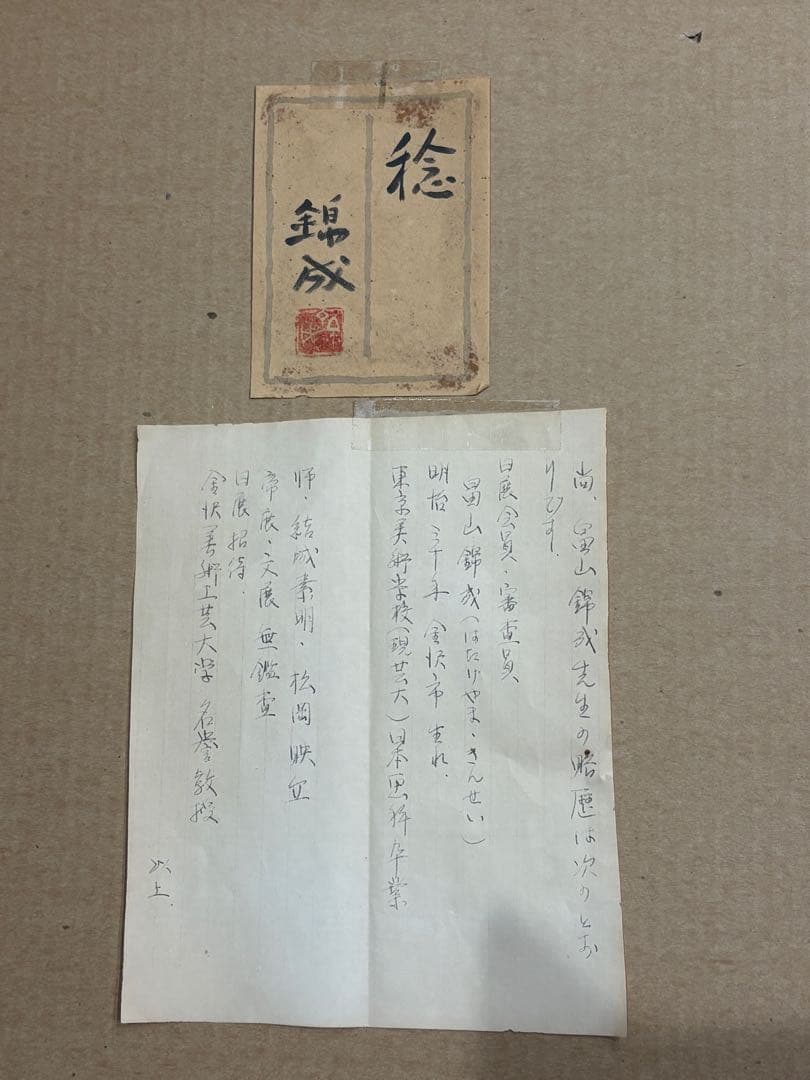 稔
錦成
尚、畠山錦成先生の略歴は次のとお
りです.
日展会員・審査員
畠山錦成(はたけやま・きんせい)
明治三十年 金沢市生れ.
東京美術学校(現芸大)日本画科卒業
師・結城素明・松岡映丘
帝展・文展無鑑査
日展招待.
金沢美術工芸大学 名誉教授
以上.